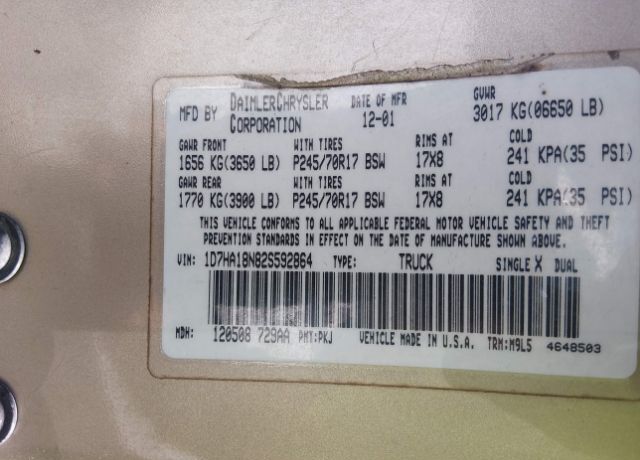 MFD BY DAIMLERCHRYSLER CORPORATION DATE OF MFR 12-01 GVWR 3017 KG(06650 LB)
GAWR FRONT WITH TIRES RIMS AT COLD
1656 KG(3650 LB) P245/70R17 BSW 17X8 241 KPA(35 PSI)
GAWR REAR WITH TIRES RIMS AT COLD
1770 KG(3900 LB) P245/70R17 BSW 17X8 241 KPA(35 PSI)
THIS VEHICLE CONFORMS TO ALL APPLICABLE FEDERAL MOTOR VEHICLE SAFETY AND THEFT
PREVENTION STANDARDS IN EFFECT ON THE DATE OF MANUFACTURE SHOWN ABOVE.
VIN: 1D7HA18N82S592864 TYPE: TRUCK SINGLE X DUAL
MDH: 120508 729AA PMT:PKJ VEHICLE MADE IN U.S.A. TRM:M9L5 4648503